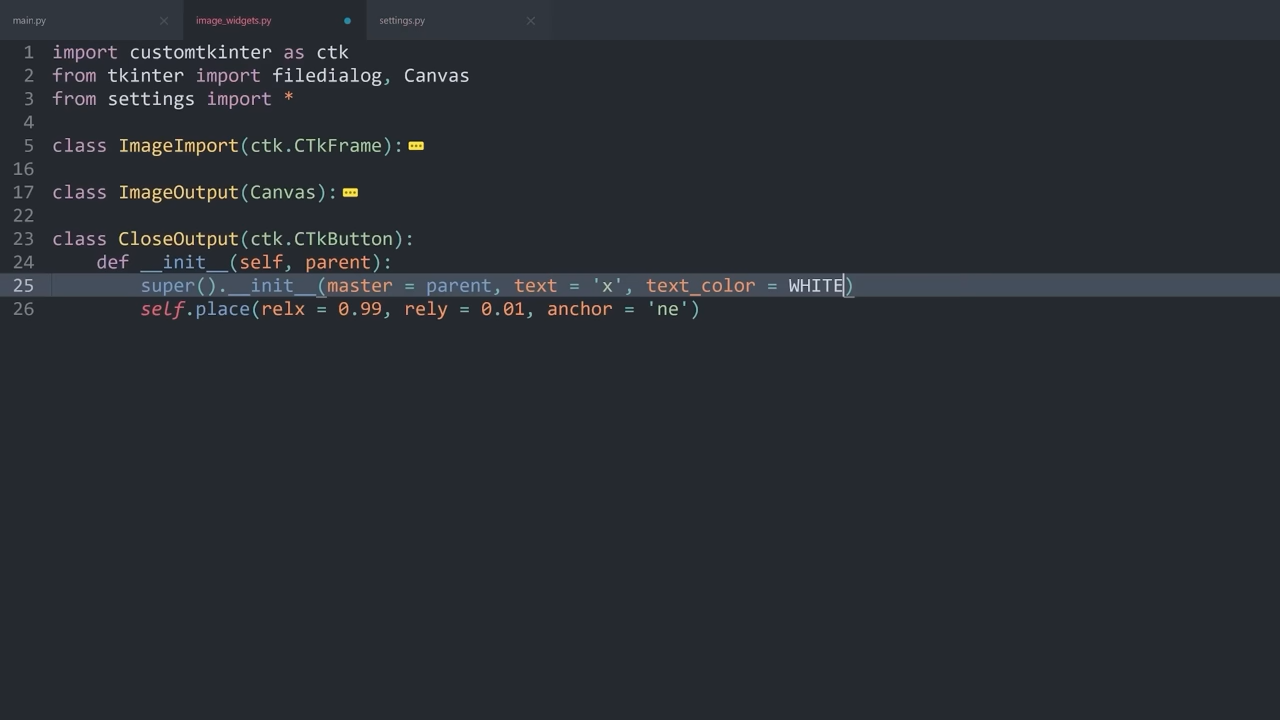 main.py
image_widgets.py
settings.py
1 import customtkinter as ctk
2 from tkinter import filedialog, Canvas
3 from settings import *
4
5 class ImageImport(ctk.CTkFrame):
16
17 class ImageOutput(Canvas):
22
23 class CloseOutput(ctk.CTkButton):
24 def __init__(self, parent):
25 super().__init__(master = parent, text = 'x', text_color = WHITE)
26 self.place(relx = 0.99, rely = 0.01, anchor = 'ne')